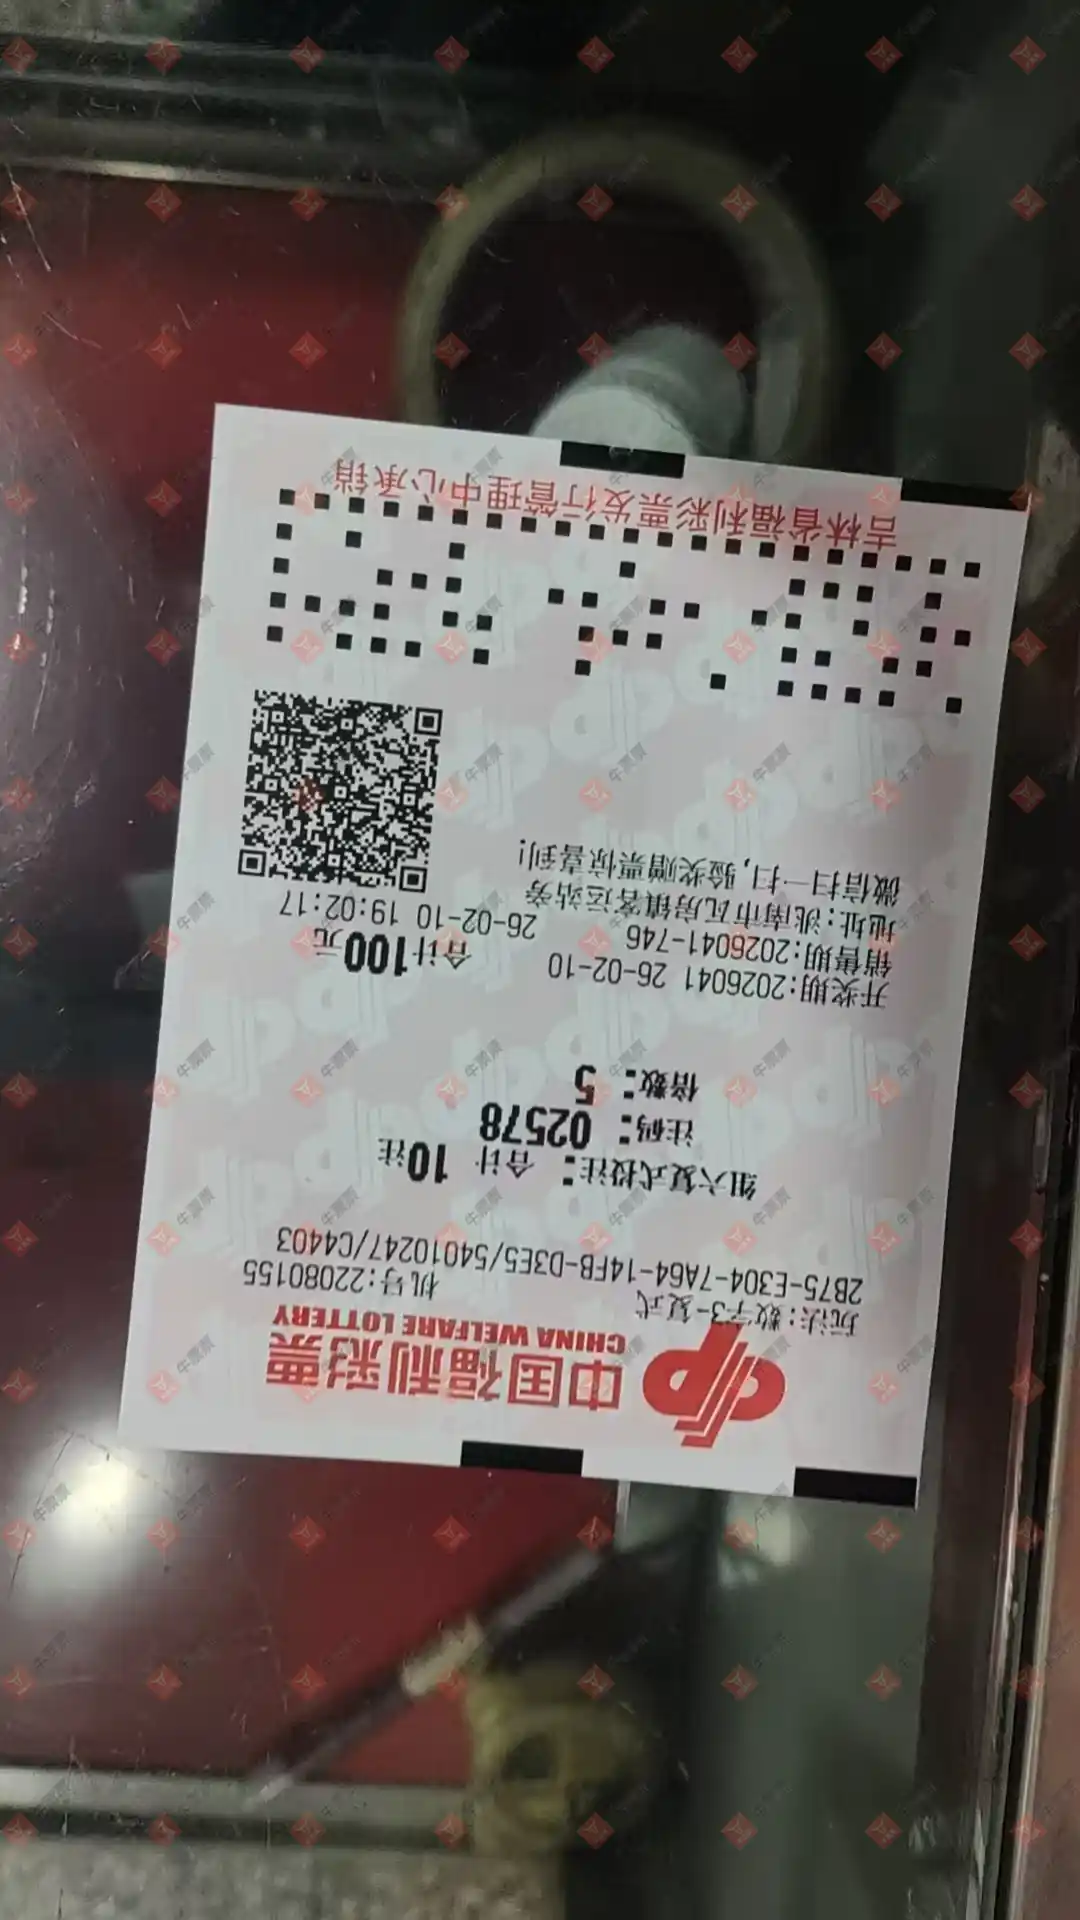 中国福利彩票
CHINA WELFARE LOTTERY
玩法:数字3-复式 机号:22080155
2B75-E304-7A64-14FB-D3E5/54010247/C4403
组六复式投注: 合计 10注
注码: 02578
倍数: 5
开奖期:2026041 26-02-10 合计100元
销售期:2026041-746 26-02-10 19:02:17
地址:洮南市瓦房镇客运站旁
微信扫一扫,验奖赠票惊喜到!
吉林省福利彩票发行管理中心承销
牛票票